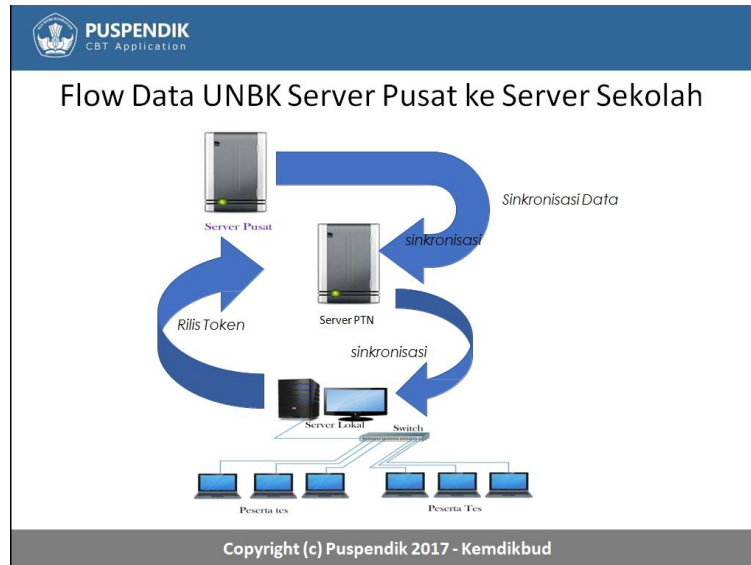 PUSPENDIK
CBT Application
Flow Data UNBK Server Pusat ke Server Sekolah
Sinkronisasi Data
Server Pusat
sinkronisasi
Rilis Token
Server PTN
sinkronisasi
Server Lokal
Switch
Peserta tes
Peserta Tes
Copyright (c) Puspendik 2017 - Kemdikbud